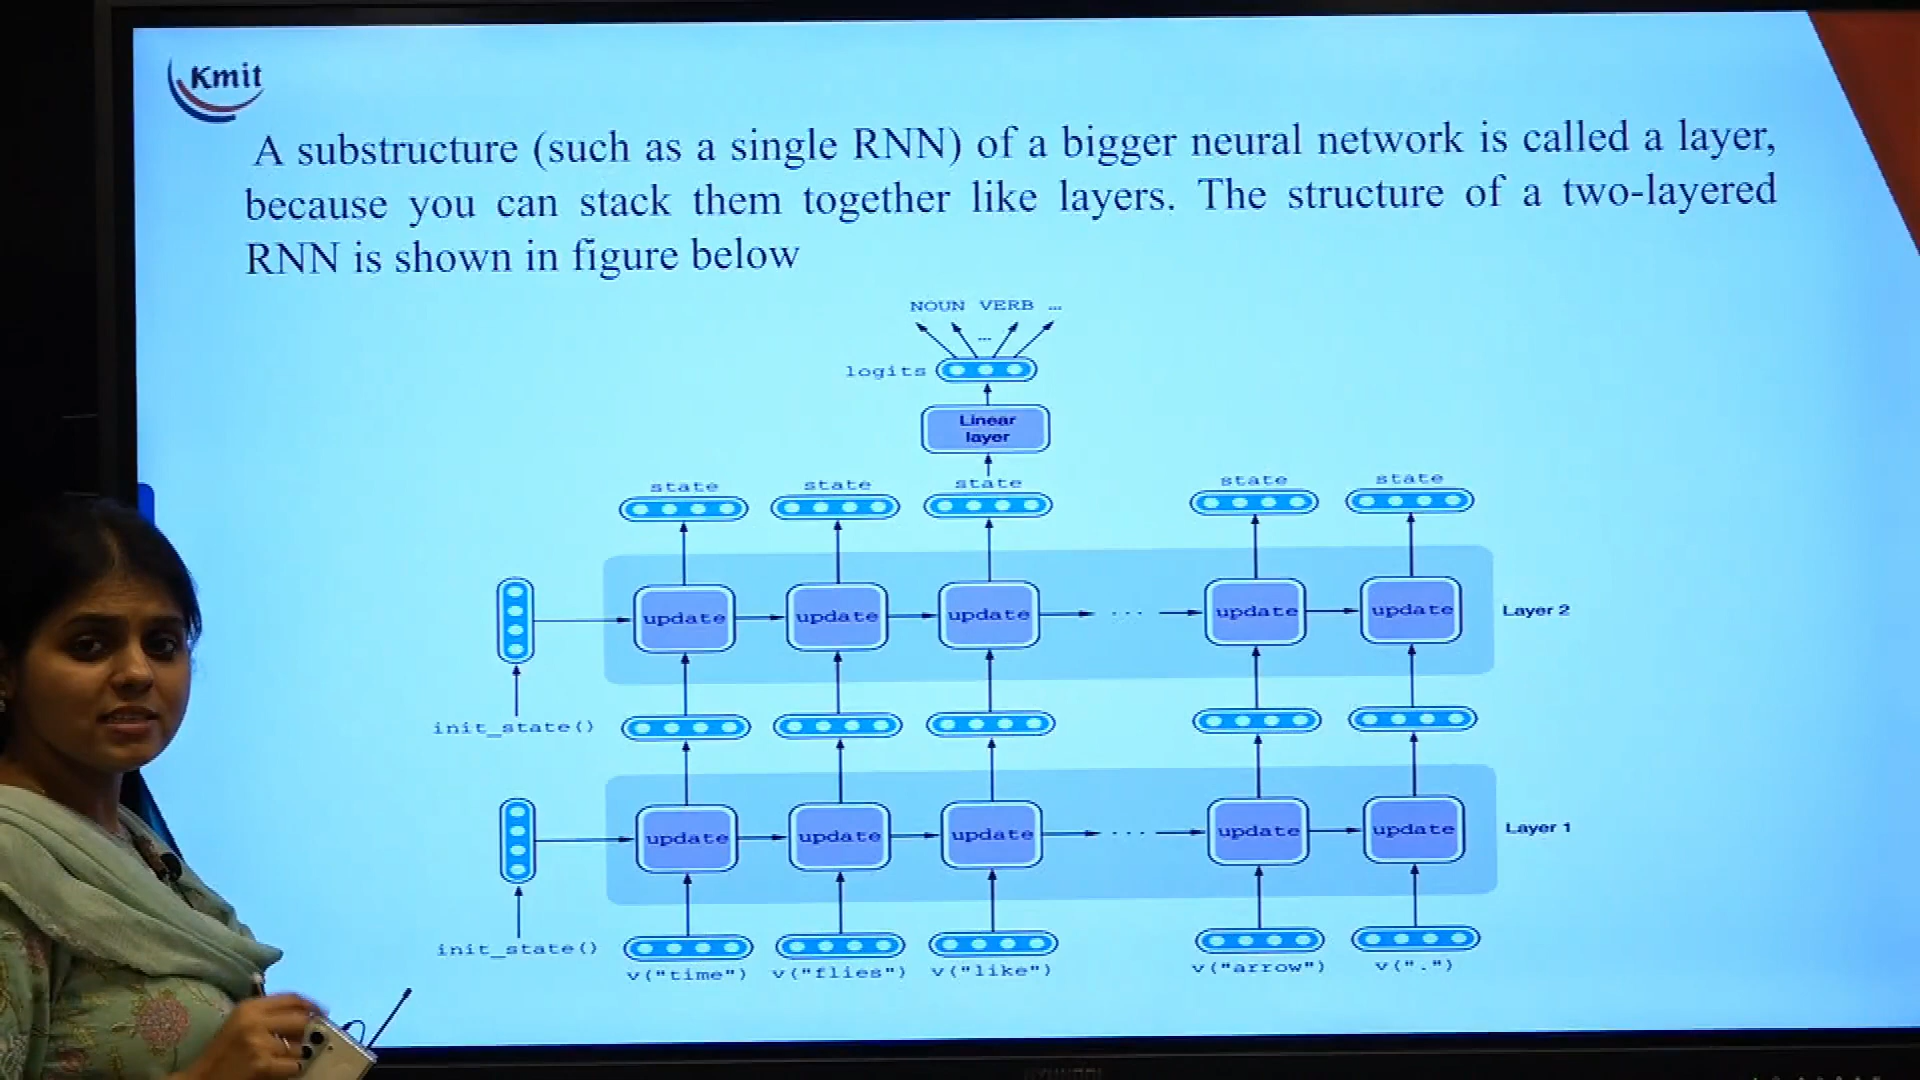 Kmit
A substructure (such as a single RNN) of a bigger neural network is called a layer,
because you can stack them together like layers. The structure of a two-layered
RNN is shown in figure below
NOUN VERB ...
...
logits
Linear
layer
state state state state state
update update update ... update update Layer 2
init_state()
update update update ... update update Layer 1
init_state()
v("time") v("flies") v("like") v("arrow") v(".")
HYUNDAI